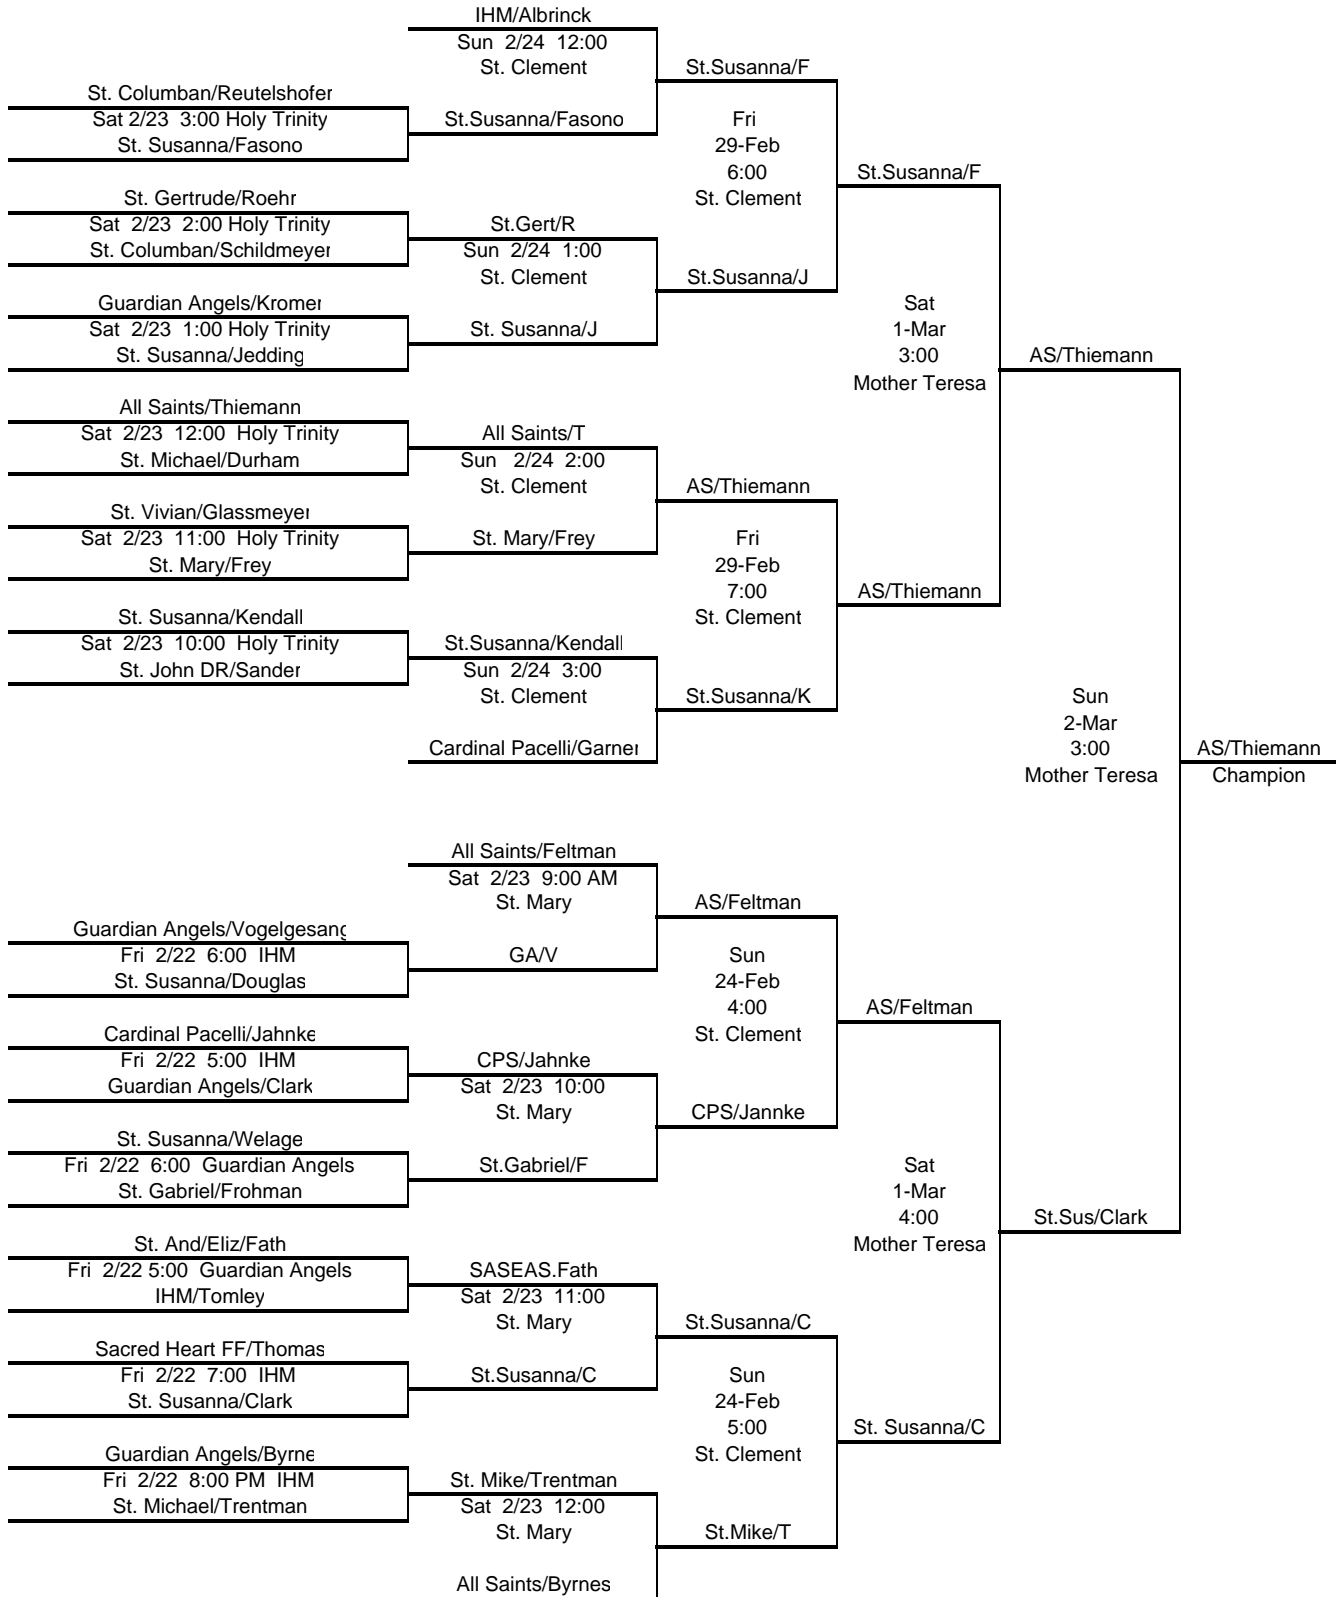 IHM/Albrinck
Sun 2/24 12:00
St. Clement
St.Susanna/F
St. Columban/Reutelshofer
Sat 2/23 3:00 Holy Trinity
St.Susanna/Fasono
Fri
St. Susanna/Fasono
29-Feb
6:00
St.Susanna/F
St. Gertrude/Roehr
St. Clement
Sat 2/23 2:00 Holy Trinity
St.Gert/R
St. Columban/Schildmeyer
Sun 2/24 1:00
St. Clement
St.Susanna/J
Guardian Angels/Kromer
Sat
Sat 2/23 1:00 Holy Trinity
St. Susanna/J
1-Mar
St. Susanna/Jedding
3:00
AS/Thiemann
Mother Teresa
All Saints/Thiemann
Sat 2/23 12:00 Holy Trinity
All Saints/T
St. Michael/Durham
Sun 2/24 2:00
St. Clement
AS/Thiemann
St. Vivian/Glassmeyer
Sat 2/23 11:00 Holy Trinity
St. Mary/Frey
Fri
St. Mary/Frey
29-Feb
7:00
AS/Thiemann
St. Susanna/Kendall
St. Clement
Sat 2/23 10:00 Holy Trinity
St.Susanna/Kendall
St. John DR/Sander
Sun 2/24 3:00
St. Clement
St.Susanna/K
Sun
2-Mar
Cardinal Pacelli/Garner
3:00
AS/Thiemann
Mother Teresa
Champion
All Saints/Feltman
Sat 2/23 9:00 AM
St. Mary
AS/Feltman
Guardian Angels/Vogelgesang
Fri 2/22 6:00 IHM
GA/V
Sun
St. Susanna/Douglas
24-Feb
4:00
AS/Feltman
Cardinal Pacelli/Jahnke
St. Clement
Fri 2/22 5:00 IHM
CPS/Jahnke
Guardian Angels/Clark
Sat 2/23 10:00
St. Mary
CPS/Jannke
St. Susanna/Welage
Fri 2/22 6:00 Guardian Angels
St.Gabriel/F
Sat
St. Gabriel/Frohman
1-Mar
4:00
St.Sus/Clark
St. And/Eliz/Fath
Mother Teresa
Fri 2/22 5:00 Guardian Angels
SASEAS.Fath
IHM/Tomley
Sat 2/23 11:00
St. Mary
St.Susanna/C
Sacred Heart FF/Thomas
Fri 2/22 7:00 IHM
St.Susanna/C
Sun
St. Susanna/Clark
24-Feb
5:00
St. Susanna/C
Guardian Angels/Byrne
St. Clement
Fri 2/22 8:00 PM IHM
St. Mike/Trentman
St. Michael/Trentman
Sat 2/23 12:00
St. Mary
St.Mike/T
All Saints/Byrnes